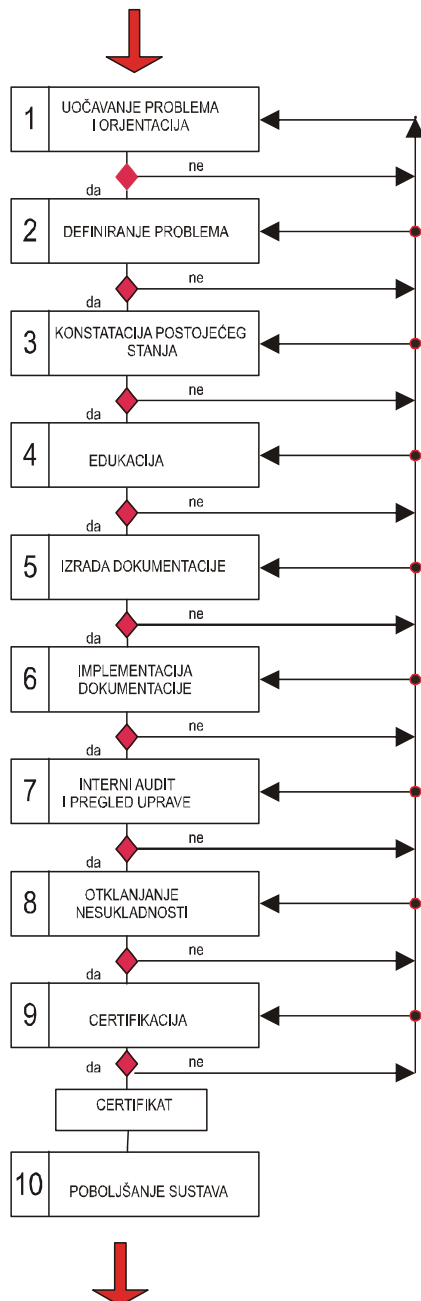 1
UOČAVANJE PROBLEMA
I ORJENTACIJA
ne
da
2
DEFINIRANJE PROBLEMA
ne
da
3
KONSTATACIJA POSTOJEĆEG
STANJA
ne
da
4
EDUKACIJA
ne
da
5
IZRADA DOKUMENTACIJE
ne
da
6
IMPLEMENTACIJA
DOKUMENTACIJE
ne
da
7
INTERNI AUDIT
I PREGLED UPRAVE
ne
da
8
OTKLANJANJE
NESUKLADNOSTI
ne
da
9
CERTIFIKACIJA
ne
da
CERTIFIKAT
10
POBOLJŠANJE SUSTAVA